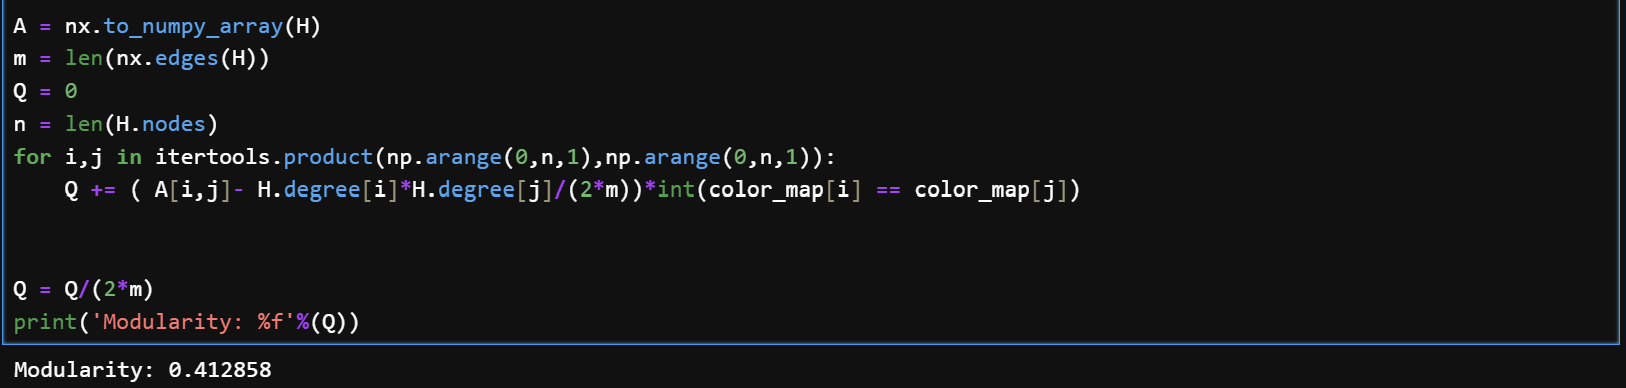 A = nx.to_numpy_array(H)
m = len(nx.edges(H))
Q = 0
n = len(H.nodes)
for i,j in itertools.product(np.arange(0,n,1),np.arange(0,n,1)):
    Q += ( A[i,j]- H.degree[i]*H.degree[j]/(2*m))*int(color_map[i] == color_map[j])
Q = Q/(2*m)
print('Modularity: %f'%(Q))
Modularity: 0.412858